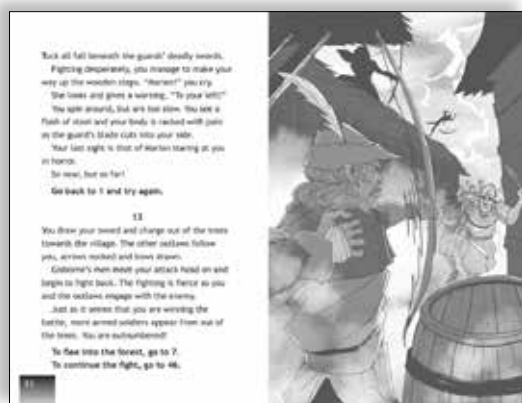 Tuck all fall beneath the guards' deadly swords.
Fighting desperately, you manage to make your
way up the wooden steps. "Marian!" you cry.
She looks and gives a warning, "To your left!"
You spin around, but are too slow. You see a
flash of steel and your body is racked with pain
as the guard's blade cuts into your side.
Your last sight is that of Marian staring at you
in horror.
So near, but so far!
Go back to 1 and try again.
12
You draw your sword and charge out of the trees
towards the village. The other outlaws follow
you, arrows nocked and bows drawn.
Gisborne's men meet your attack head on and
begin to fight back. The fighting is fierce as you
and the outlaws engage with the enemy.
Just as it seems that you are winning the
battle, more armed soldiers appear from out of
the trees. You are outnumbered!
To flee into the forest, go to 7.
To continue the fight, go to 46.